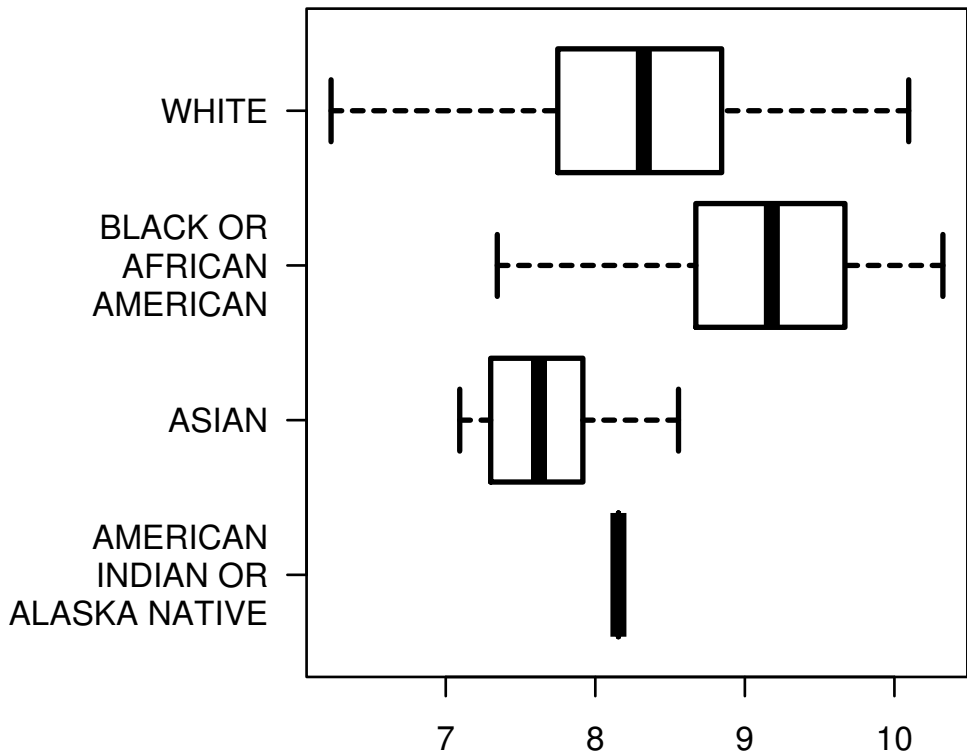 WHITE
BLACK OR
AFRICAN
AMERICAN
ASIAN
AMERICAN
INDIAN OR
ALASKA NATIVE
7 8 9 10